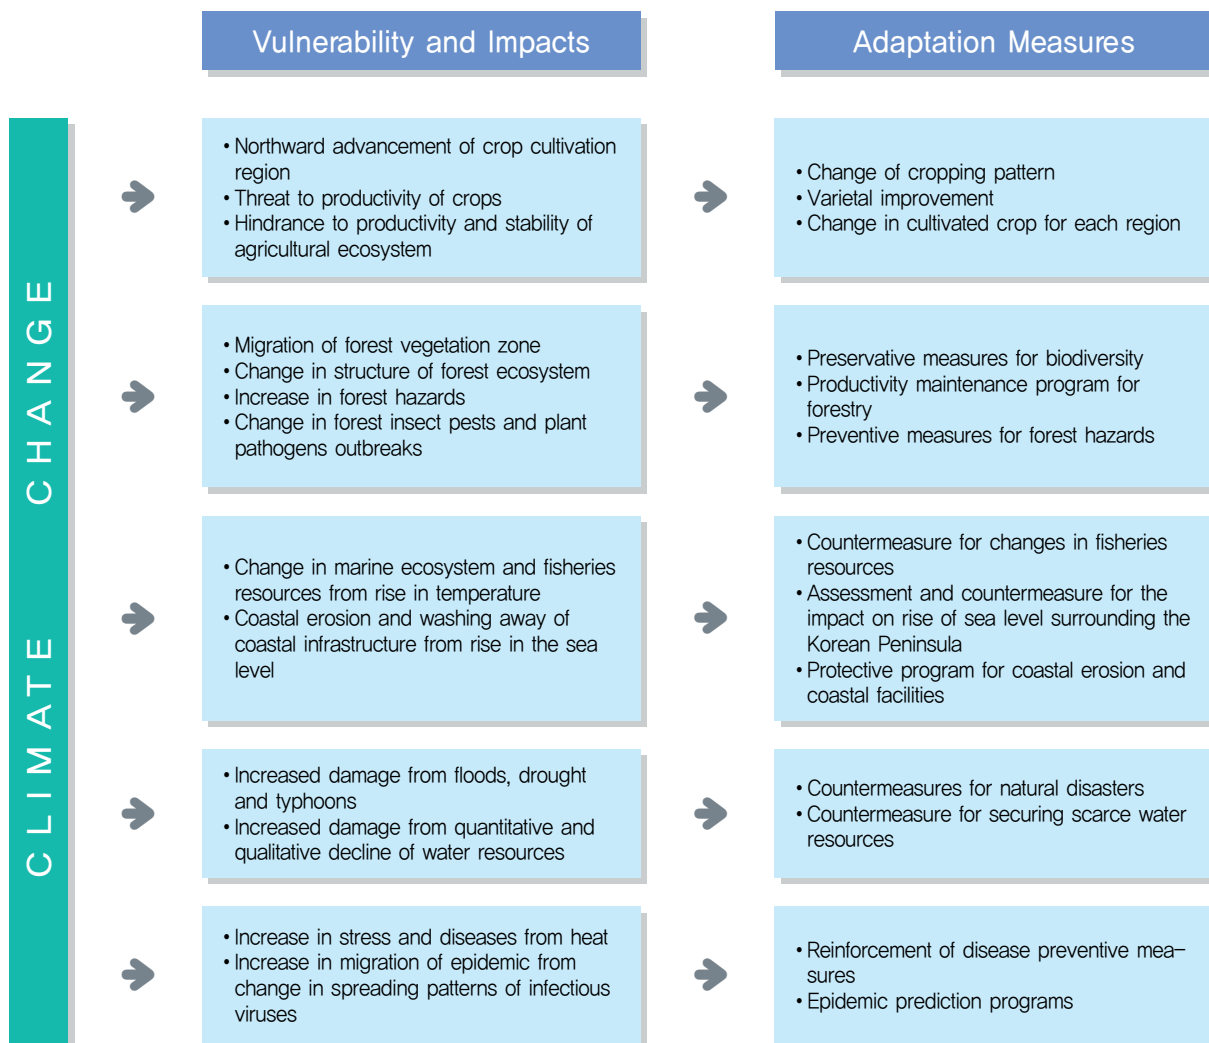 Vulnerability and Impacts
Adaptation Measures
CLIMATE CHANGE
• Northward advancement of crop cultivation
region
• Threat to productivity of crops
• Hindrance to productivity and stability of
agricultural ecosystem
• Change of cropping pattern
• Varietal improvement
• Change in cultivated crop for each region
• Migration of forest vegetation zone
• Change in structure of forest ecosystem
• Increase in forest hazards
• Change in forest insect pests and plant
pathogens outbreaks
• Preservative measures for biodiversity
• Productivity maintenance program for
forestry
• Preventive measures for forest hazards
• Change in marine ecosystem and fisheries
resources from rise in temperature
• Coastal erosion and washing away of
coastal infrastructure from rise in the sea
level
• Countermeasure for changes in fisheries
resources
• Assessment and countermeasure for the
impact on rise of sea level surrounding the
Korean Peninsula
• Protective program for coastal erosion and
coastal facilities
• Increased damage from floods, drought
and typhoons
• Increased damage from quantitative and
qualitative decline of water resources
• Countermeasures for natural disasters
• Countermeasure for securing scarce water
resources
• Increase in stress and diseases from heat
• Increase in migration of epidemic from
change in spreading patterns of infectious
viruses
• Reinforcement of disease preventive mea-
sures
• Epidemic prediction programs